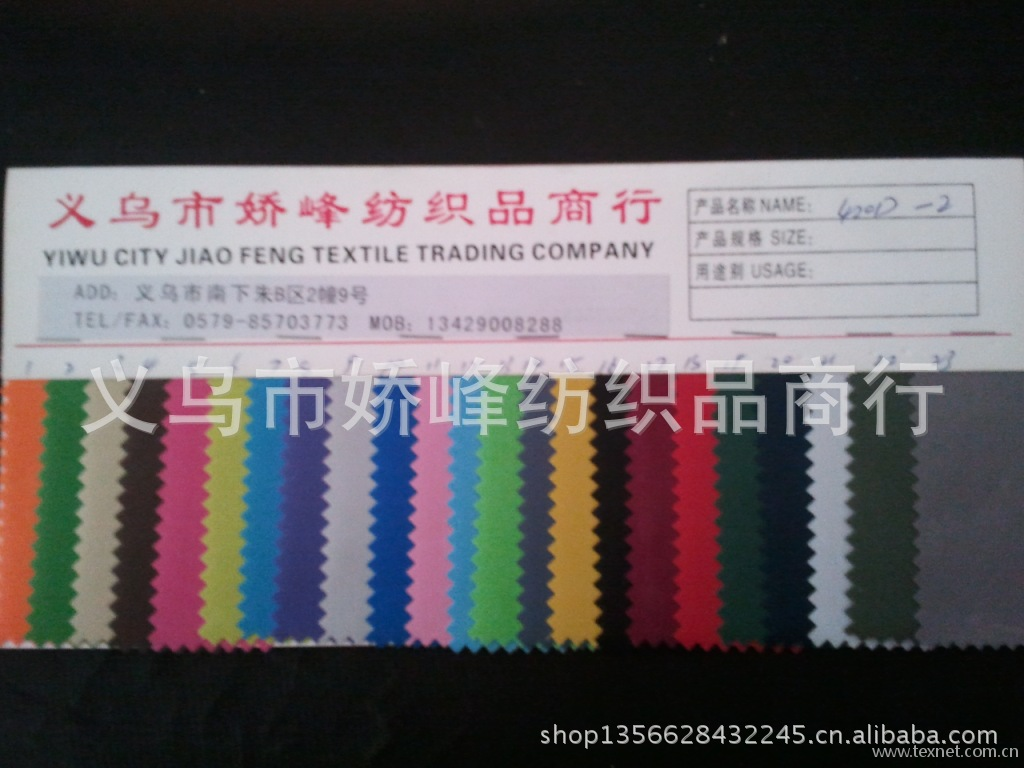 义乌市娇峰纺织品商行
YIWU CITY JIAO FENG TEXTILE TRADING COMPANY
ADD: 义乌市南下朱B区2幢9号
TEL/FAX: 0579-85703773 MOB: 13429008288
产品名称 NAME: 420D -2
产品规格 SIZE:
用途别 USAGE:
义乌市娇峰纺织品商行
shop1356628432245.cn.alibaba.com
www.texnet.com.cn